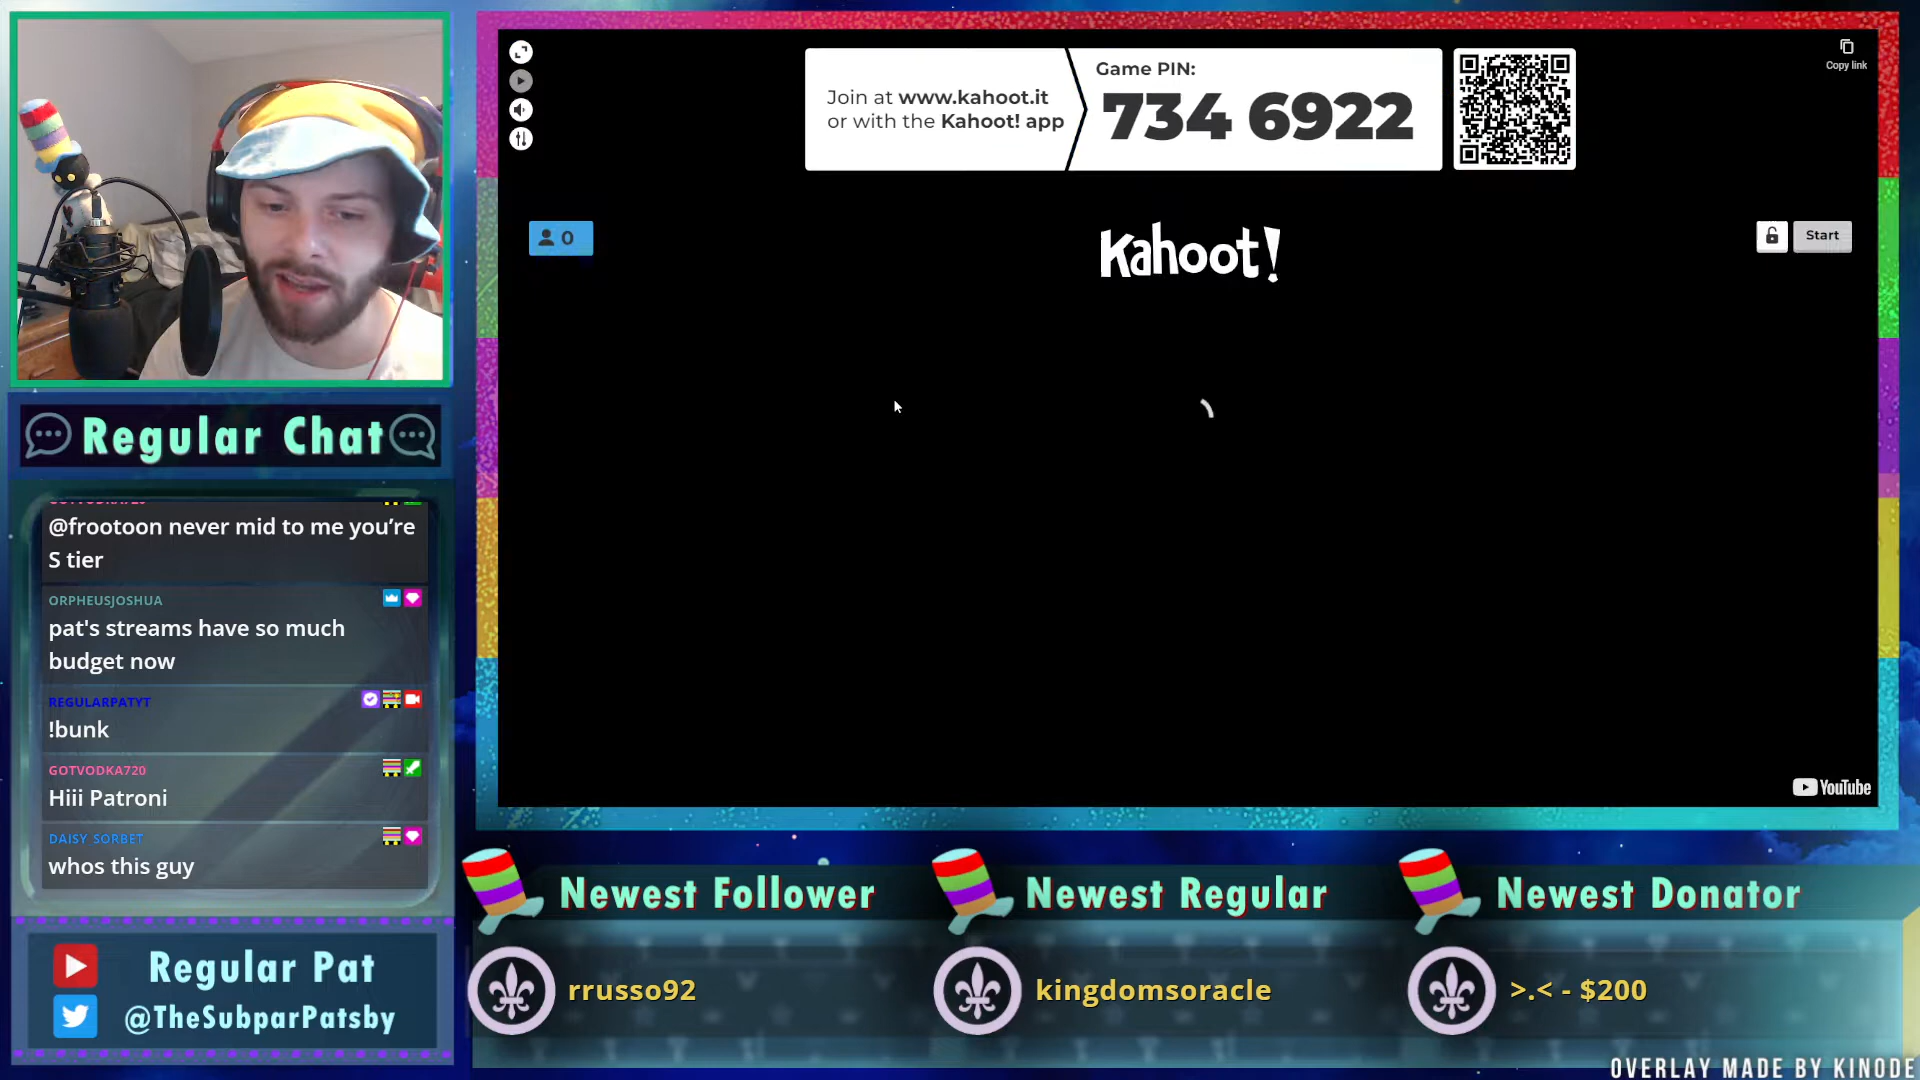 Join at www.kahoot.it
or with the Kahoot! app
Game PIN:
734 6922
Copy link
0
Kahoot!
Start
Regular Chat
@frootoon never mid to me you’re
S tier
ORPHEUSJOSHUA
pat's streams have so much
budget now
REGULARPATYT
!bunk
GOTVODKA720
Hiii Patroni
DAISY SORBET
whos this guy
YouTube
Regular Pat
@TheSubparPatsby
Newest Follower
rrusso92
Newest Regular
kingdomsoracle
Newest Donator
>.< - $200
OVERLAY MADE BY KINODE